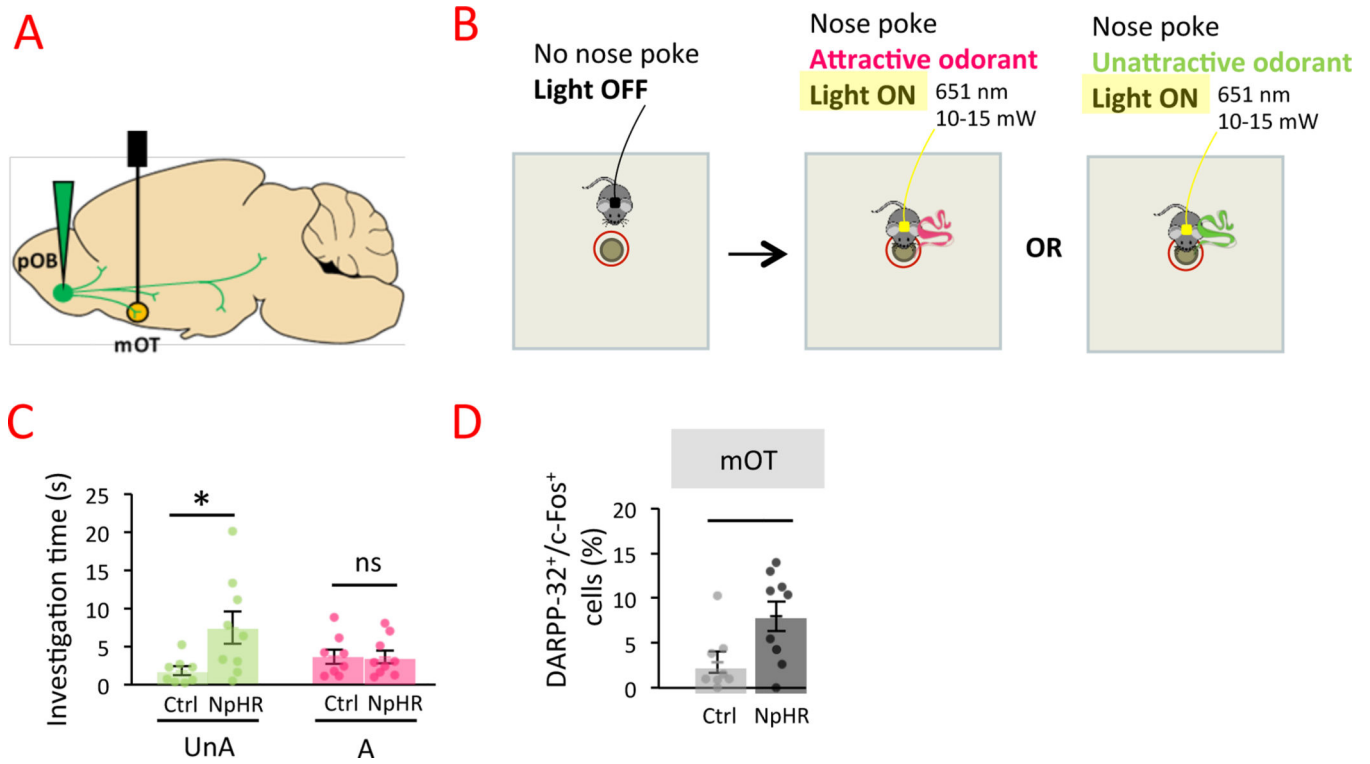 A
pOB
mOT
B
No nose poke
Light OFF
Nose poke
Attractive odorant
Light ON
651 nm
10-15 mW
OR
Nose poke
Unattractive odorant
Light ON
651 nm
10-15 mW
C
Investigation time (s)
25
20
15
10
5
0
*
ns
Ctrl NpHR
Ctrl NpHR
UnA
A
D
mOT
DARPP-32⁺/c-Fos⁺
cells (%)
20
15
10
5
0
Ctrl
NpHR